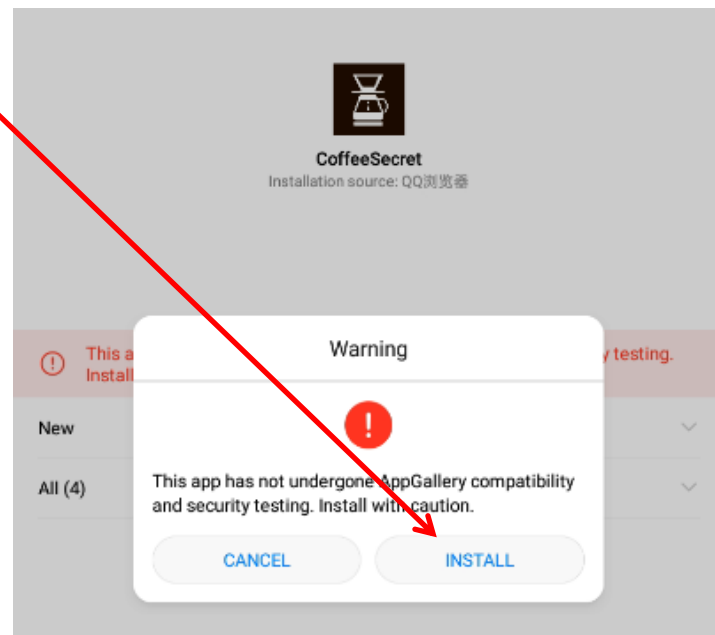 CoffeeSecret
Installation source: QQ浏览器
This a
y testing.
Install
Warning
New
All (4)
This app has not undergone AppGallery compatibility
and security testing. Install with caution.
CANCEL
INSTALL